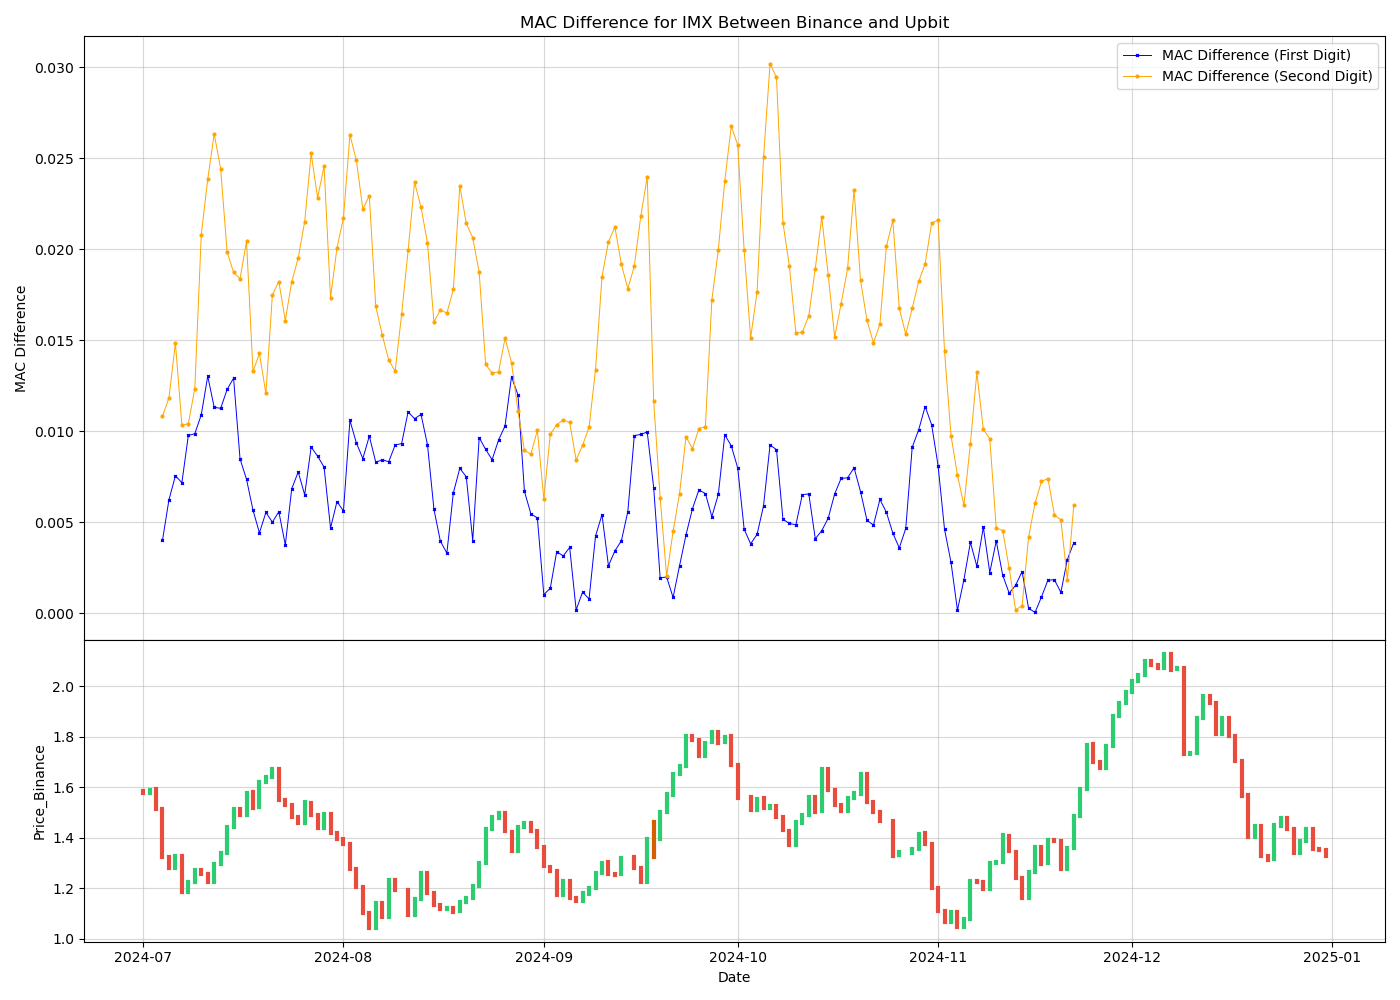 MAC Difference for IMX Between Binance and Upbit
MAC Difference (First Digit)
MAC Difference (Second Digit)
MAC Difference
0.030
0.025
0.020
0.015
0.010
0.005
0.000
Price_Binance
2.0
1.8
1.6
1.4
1.2
1.0
2024-07 2024-08 2024-09 2024-10 2024-11 2024-12 2025-01
Date